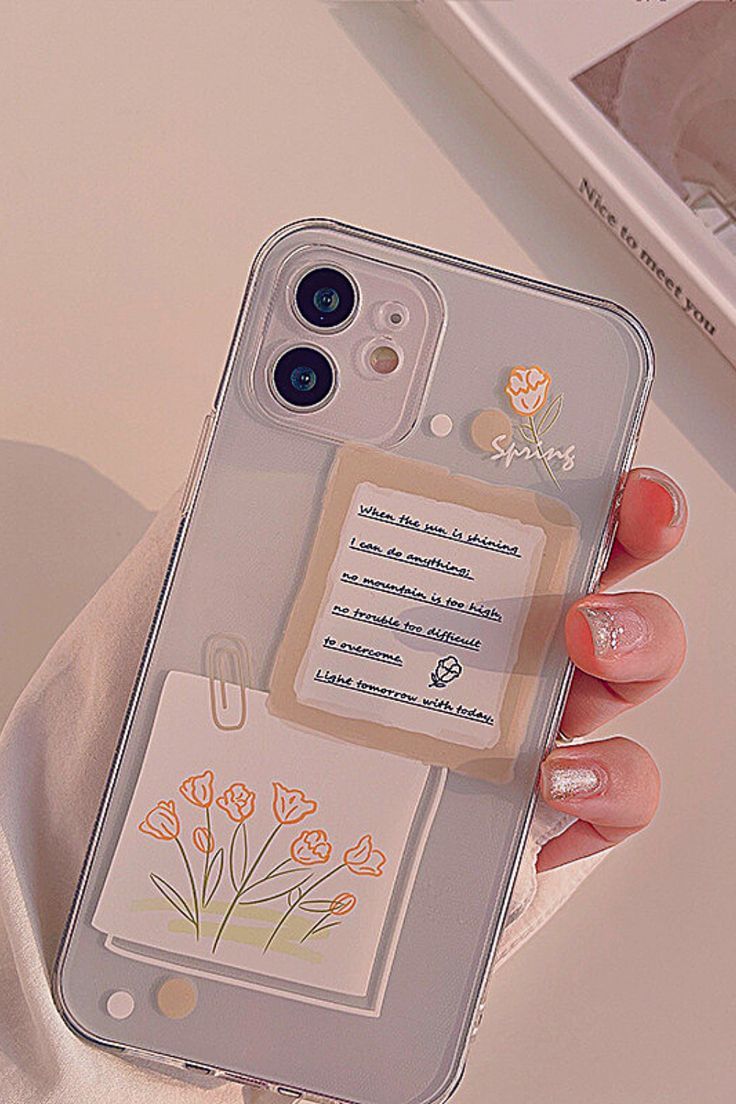 Nice to meet you
Spring
When the sun is shining
I can do anything;
no mountain is too high,
no trouble too difficult
to overcome.
Light tomorrow with today.